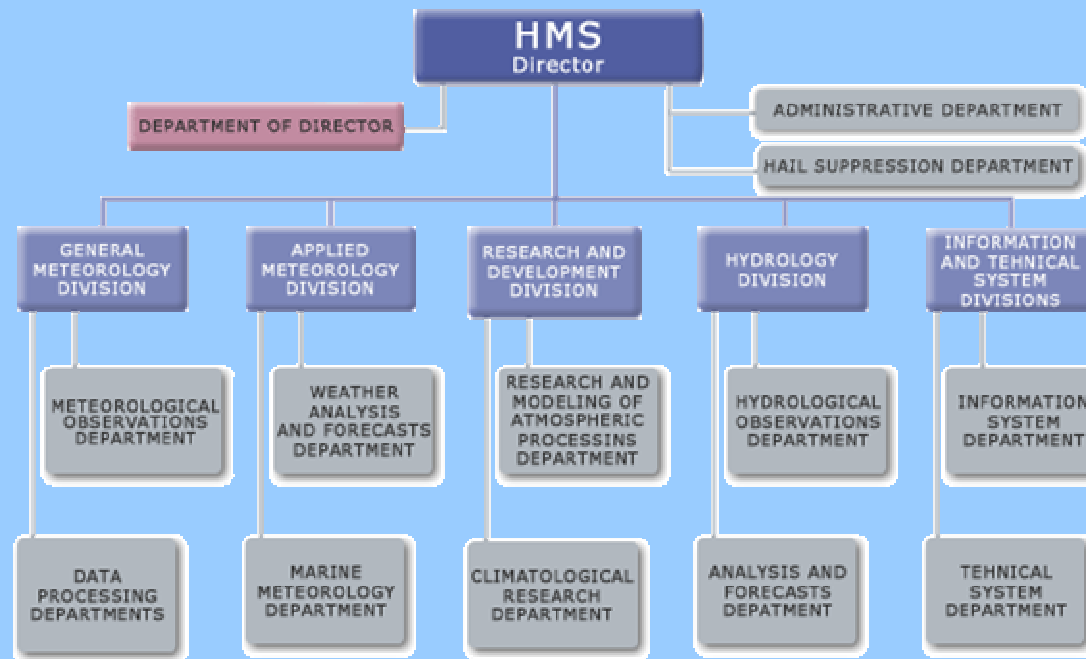 HMS
Director
DEPARTMENT OF DIRECTOR
ADMINISTRATIVE DEPARTMENT
HAIL SUPPRESSION DEPARTMENT
GENERAL
METEOROLOGY
DIVISION
APPLIED
METEOROLOGY
DIVISION
RESEARCH AND
DEVELOPMENT
DIVISION
HYDROLOGY
DIVISION
INFORMATION
AND TEHNICAL
SYSTEM
DIVISIONS
METEOROLOGICAL
OBSERVATIONS
DEPARTMENT
WEATHER
ANALYSIS
AND FORECASTS
DEPARTMENT
RESEARCH AND
MODELING OF
ATMOSPHERIC
PROCESSINS
DEPARTMENT
HYDROLOGICAL
OBSERVATIONS
DEPARTMENT
INFORMATION
SYSTEM
DEPARTMENT
DATA
PROCESSING
DEPARTMENTS
MARINE
METEOROLOGY
DEPARTMENT
CLIMATOLOGICAL
RESEARCH
DEPARTMENT
ANALYSIS AND
FORECASTS
DEPATMENT
TEHNICAL
SYSTEM
DEPARTMENT